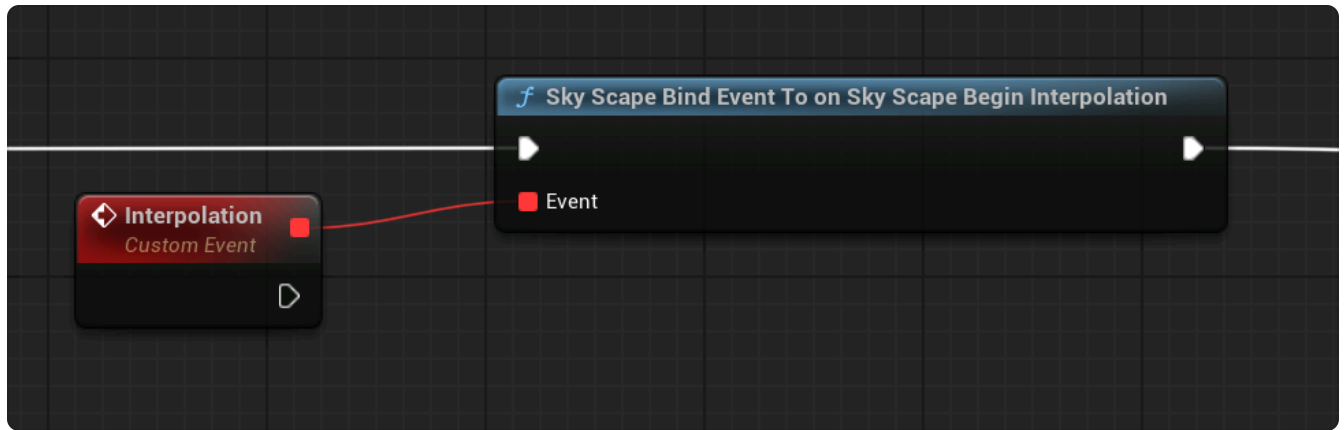 Sky Scape Bind Event To on Sky Scape Begin Interpolation
Event
Interpolation
Custom Event